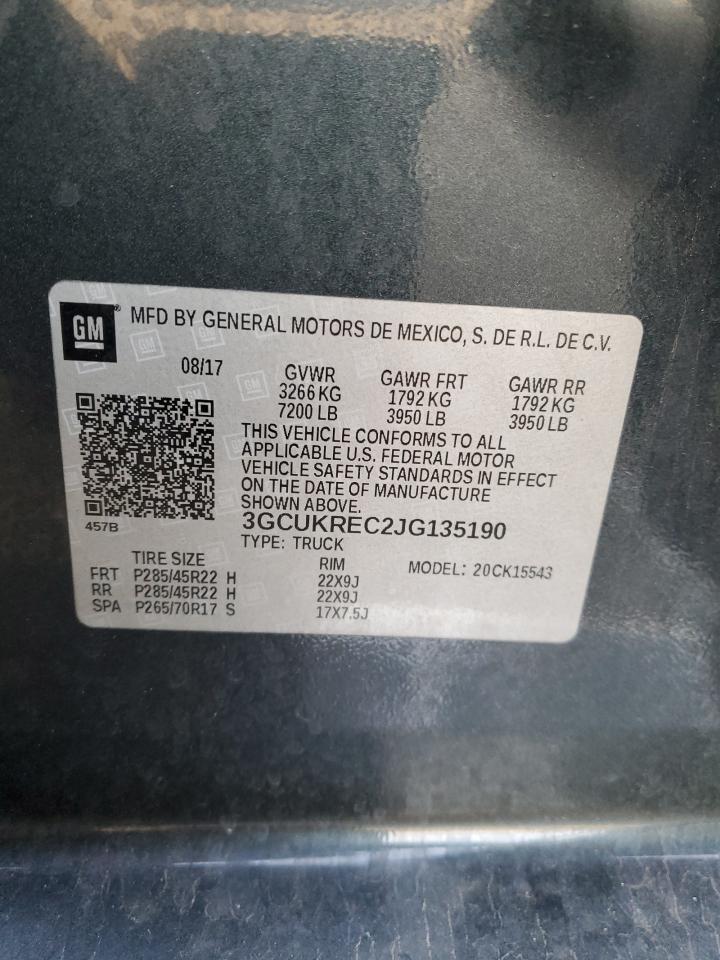 GM ®
MFD BY GENERAL MOTORS DE MEXICO, S. DE R.L. DE C.V.
08/17
GVWR GAWR FRT GAWR RR
3266 KG 1792 KG 1792 KG
7200 LB 3950 LB 3950 LB
THIS VEHICLE CONFORMS TO ALL
APPLICABLE U.S. FEDERAL MOTOR
VEHICLE SAFETY STANDARDS IN EFFECT
ON THE DATE OF MANUFACTURE
SHOWN ABOVE.
457B
3GCUKREC2JG135190
TYPE: TRUCK
MODEL: 20CK15543
TIRE SIZE RIM
FRT P285/45R22 H 22X9J
RR P285/45R22 H 22X9J
SPA P265/70R17 S 17X7.5J